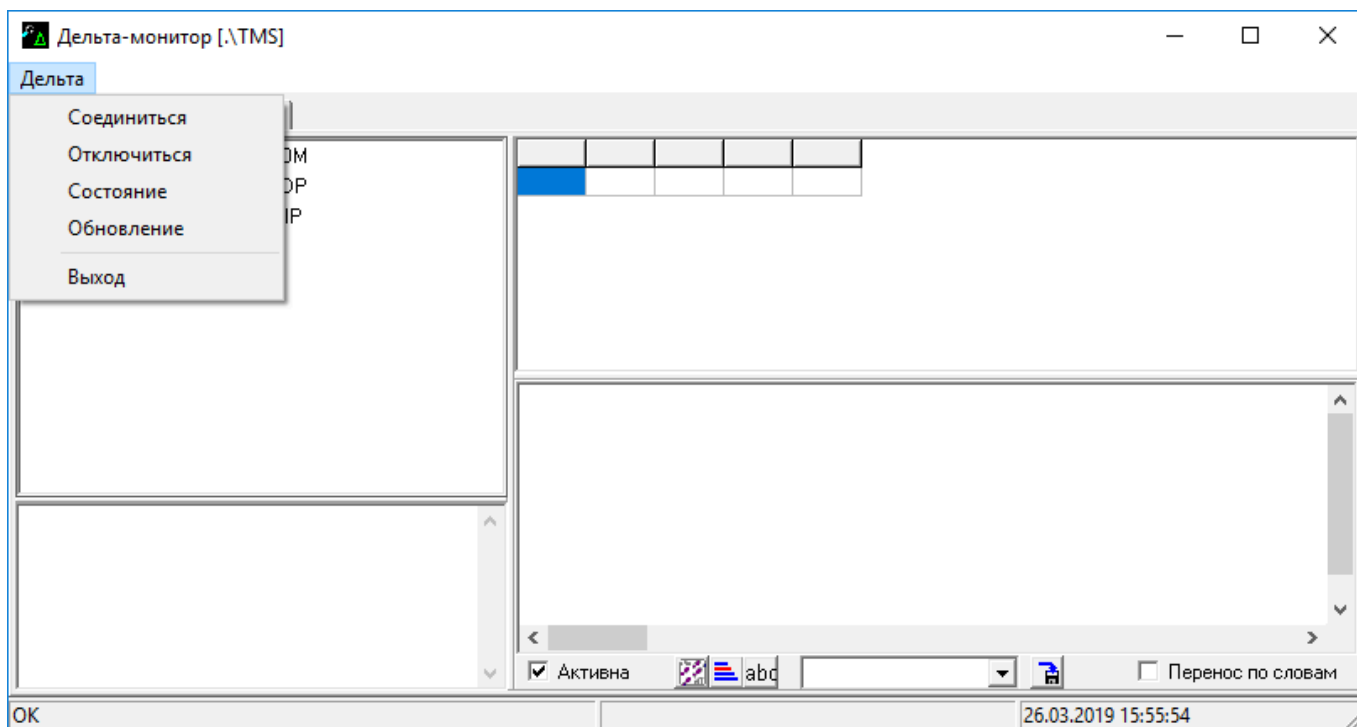 Дельта-монитор [.\TMS]
Дельта
Соединиться
Отключиться
Состояние
Обновление
Выход
Активна
abc
Перенос по словам
OK
26.03.2019 15:55:54